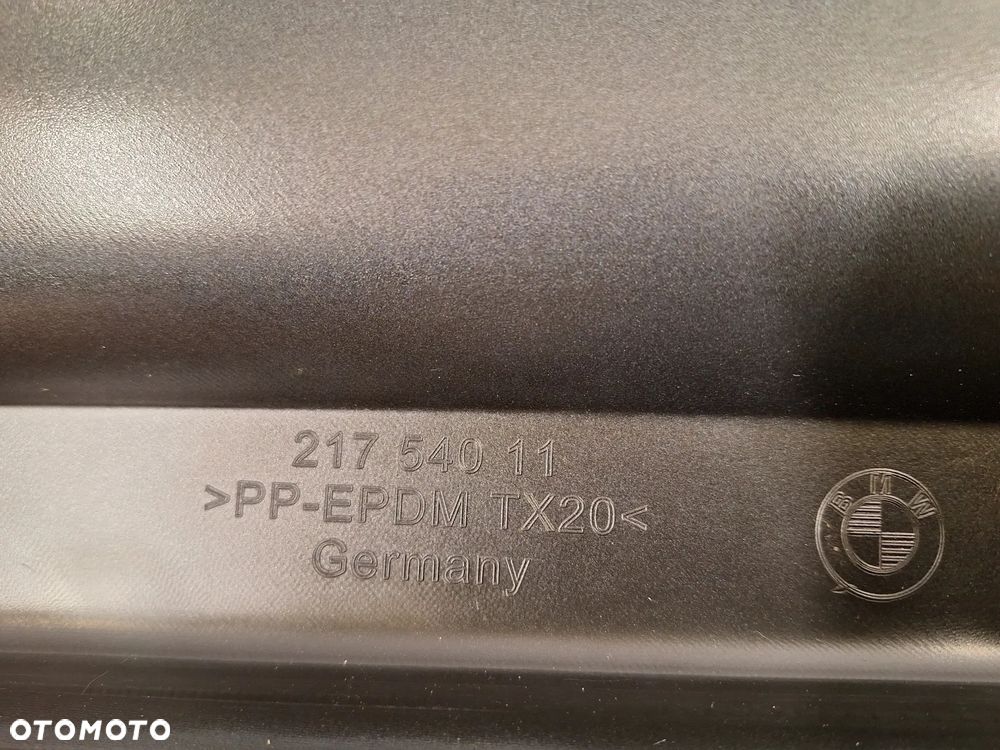 217 540 11
>PP-EPDM TX20<
Germany
BMW
OTOMOTO